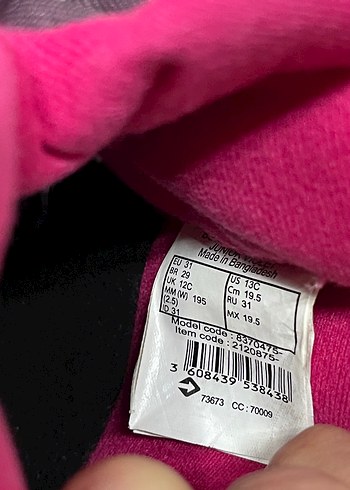 JUNIOR
Made in Bangladesh
EU 31
BR 29
UK 12C
MM(W) 195
(2.5)
ID 31
US 13C
Cm 19.5
RU 31
MX 19.5
Model code : 8370475-
Item code : 2120875-
3 608439 538438
73673 CC : 70009